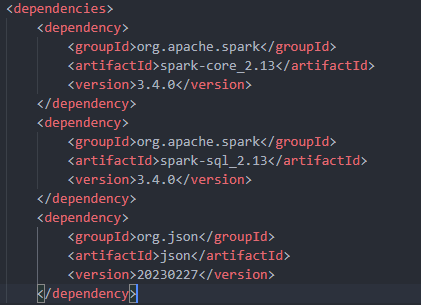 <dependencies>
    <dependency>
        <groupId>org.apache.spark</groupId>
        <artifactId>spark-core_2.13</artifactId>
        <version>3.4.0</version>
    </dependency>
    <dependency>
        <groupId>org.apache.spark</groupId>
        <artifactId>spark-sql_2.13</artifactId>
        <version>3.4.0</version>
    </dependency>
    <dependency>
        <groupId>org.json</groupId>
        <artifactId>json</artifactId>
        <version>20230227</version>
    </dependency>